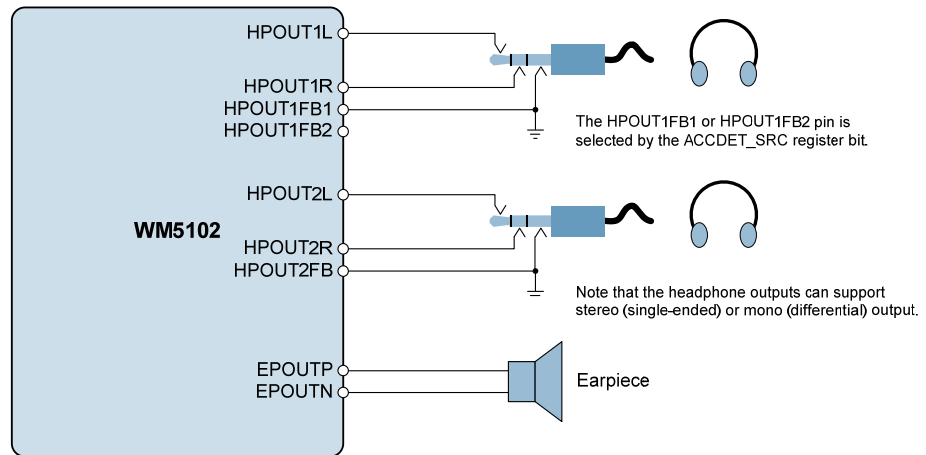 HPOUT1L
HPOUT1R
HPOUT1FB1
HPOUT1FB2
The HPOUT1FB1 or HPOUT1FB2 pin is
selected by the ACCDET_SRC register bit.
HPOUT2L
WM5102
HPOUT2R
HPOUT2FB
Note that the headphone outputs can support
stereo (single-ended) or mono (differential) output.
EPOUTP
EPOUTN
Earpiece